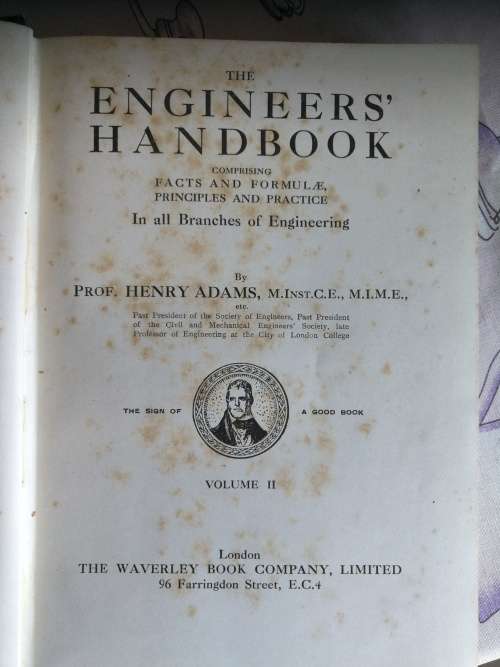 THE
ENGINEERS'
HANDBOOK
COMPRISING
FACTS AND FORMULÆ,
PRINCIPLES AND PRACTICE
In all Branches of Engineering
By
PROF. HENRY ADAMS, M.INST.C.E., M.I.M.E.,
etc.
Past President of the Society of Engineers, Past President
of the Civil and Mechanical Engineers' Society, late
Professor of Engineering at the City of London College
THE SIGN OF A GOOD BOOK
VOLUME II
London
THE WAVERLEY BOOK COMPANY, LIMITED
96 Farringdon Street, E.C.4